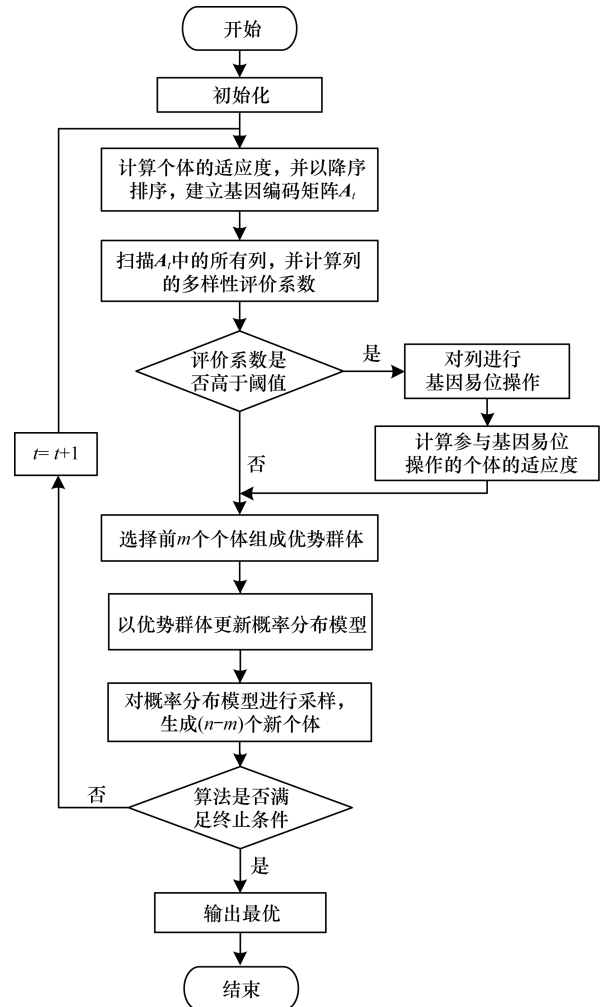 开始
初始化
计算个体的适应度，并以降序
排序，建立基因编码矩阵Aₜ
扫描Aₜ中的所有列，并计算列
的多样性评价系数
评价系数是
否高于阈值
是
对列进行
基因易位操作
计算参与基因易位
操作的个体的适应度
否
t= t+1
选择前m个个体组成优势群体
以优势群体更新概率分布模型
对概率分布模型进行采样，
生成(n−m)个新个体
算法是否满
足终止条件
否
是
输出最优
结束